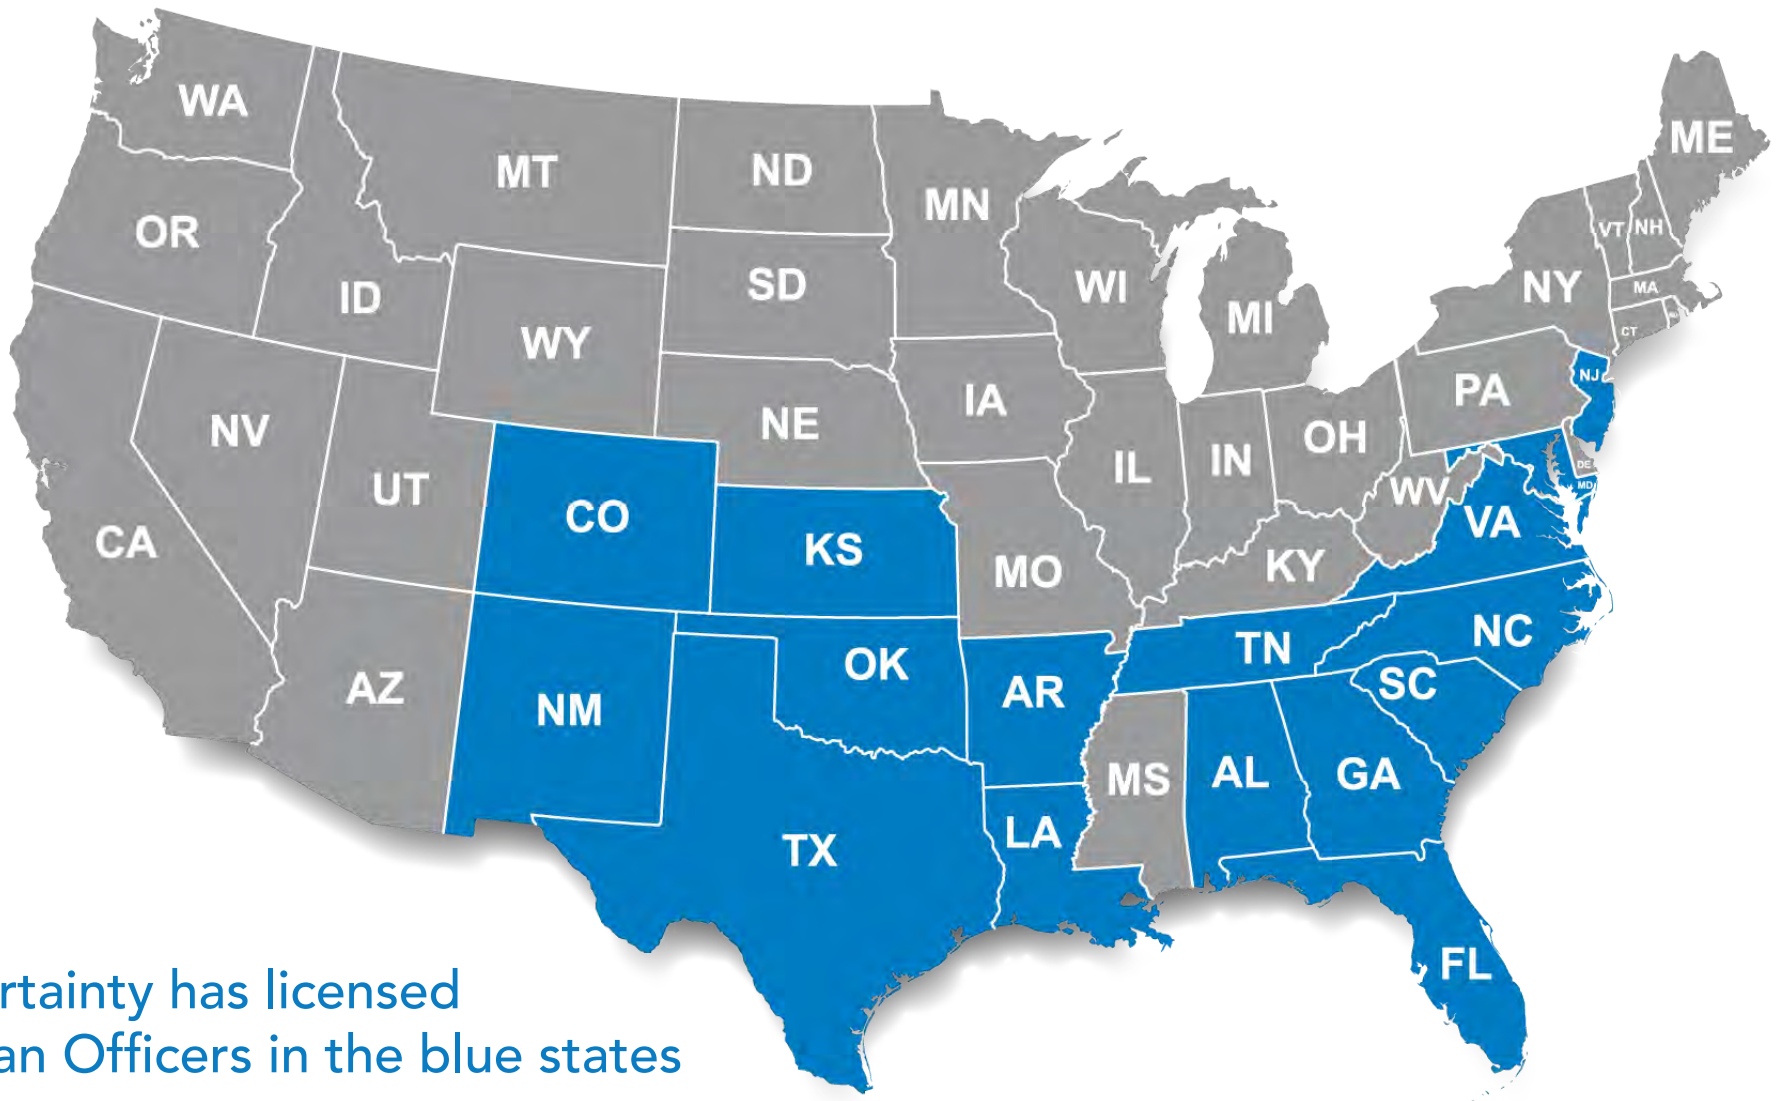 WA
ME
MT
ND
MN
OR
VT
NH
ID
SD
WI
NY
MA
MI
CT
WY
NJ
PA
IA
NE
NV
OH
IL
IN
DE
UT
WV
MD
CO
VA
CA
KS
MO
KY
NC
TN
OK
SC
AZ
AR
NM
MS
AL
GA
LA
TX
FL
rtainty has licensed
an Officers in the blue states